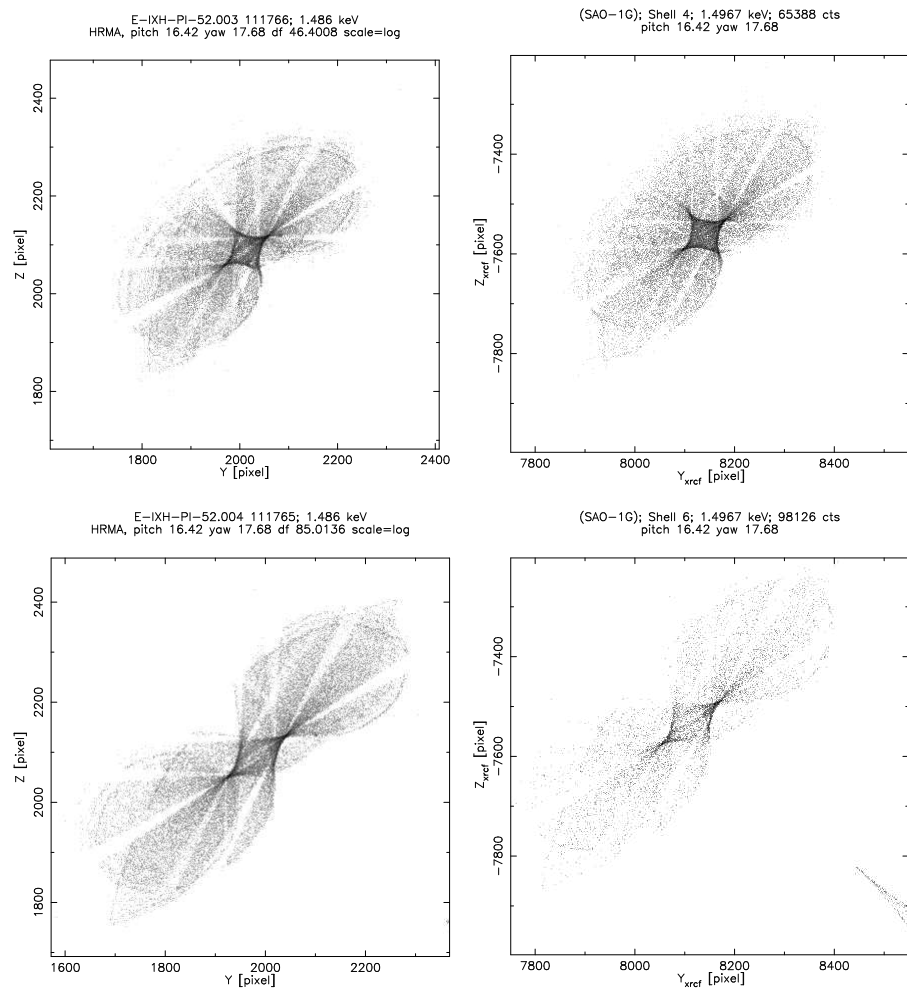 E-IXH-PI-52.003 111766; 1.486 keV
HRMA, pitch 16.42 yaw 17.68 df 46.4008 scale=log
2400
2200
2000
1800
Z [pixel]
1800 2000 2200 2400
Y [pixel]
(SAO-1G); Shell 4; 1.4967 keV; 65388 cts
pitch 16.42 yaw 17.68
-7400
-7600
-7800
Zxrcf [pixel]
7800 8000 8200 8400
Yxrcf [pixel]
E-IXH-PI-52.004 111765; 1.486 keV
HRMA, pitch 16.42 yaw 17.68 df 85.0136 scale=log
2400
2200
2000
1800
Z [pixel]
1600 1800 2000 2200
Y [pixel]
(SAO-1G); Shell 6; 1.4967 keV; 98126 cts
pitch 16.42 yaw 17.68
-7400
-7600
-7800
Zxrcf [pixel]
7800 8000 8200 8400
Yxrcf [pixel]